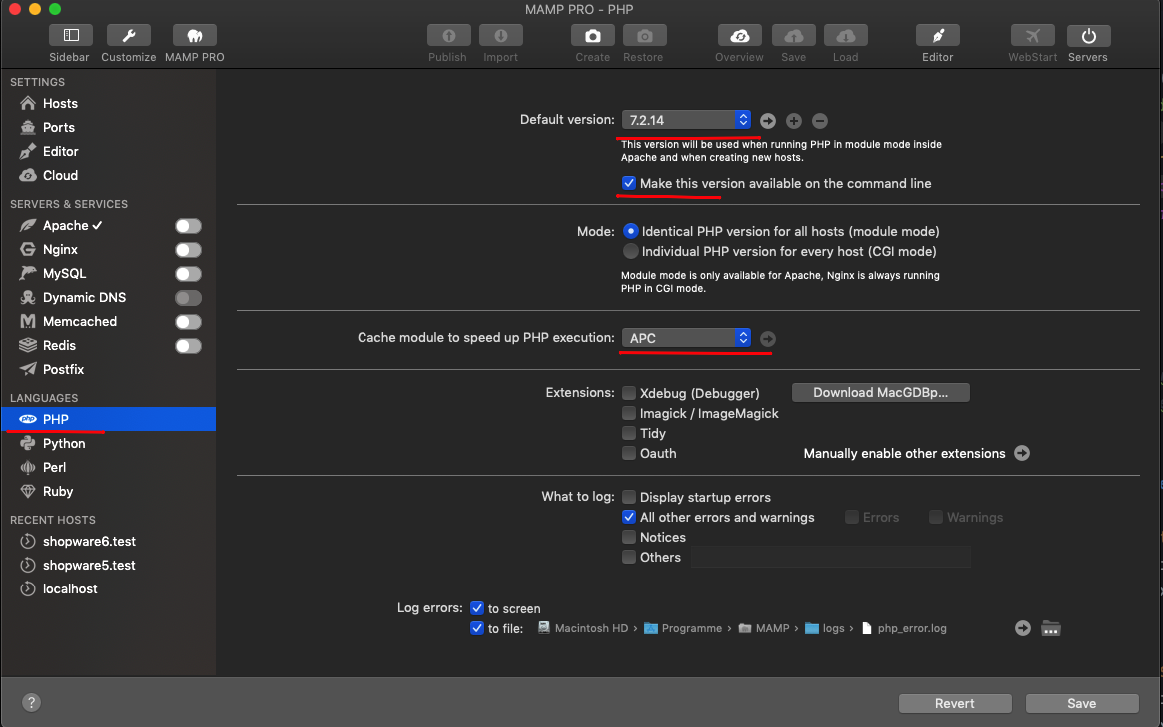 MAMP PRO - PHP
Sidebar Customize MAMP PRO Publish Import Create Restore Overview Save Load Editor WebStart Servers
SETTINGS
Hosts
Ports
Editor
Cloud
SERVERS & SERVICES
Apache ✓
Nginx
MySQL
Dynamic DNS
Memcached
Redis
Postfix
LANGUAGES
php PHP
Python
Perl
Ruby
RECENT HOSTS
shopware6.test
shopware5.test
localhost
Default version: 7.2.14
This version will be used when running PHP in module mode inside
Apache and when creating new hosts.
Make this version available on the command line
Mode: Identical PHP version for all hosts (module mode)
Individual PHP version for every host (CGI mode)
Module mode is only available for Apache, Nginx is always running
PHP in CGI mode.
Cache module to speed up PHP execution: APC
Extensions: Xdebug (Debugger) Download MacGDBp...
Imagick / ImageMagick
Tidy
Oauth Manually enable other extensions
What to log: Display startup errors
All other errors and warnings Errors Warnings
Notices
Others
Log errors: to screen
to file: Macintosh HD › Programme › MAMP › logs › php_error.log
? Revert Save